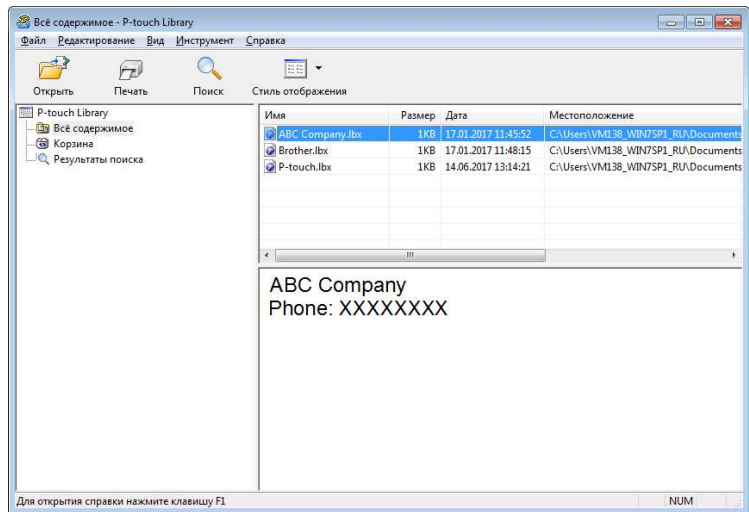 Всё содержимое - P-touch Library
Файл Редактирование Вид Инструмент Справка
Открыть Печать Поиск Стиль отображения
P-touch Library
Всё содержимое
Корзина
Результаты поиска
Имя Размер Дата Местоположение
ABC Company.lbx 1KB 17.01.2017 11:45:52 C:\Users\VM138_WIN7SP1_RU\Documents
Brother.lbx 1KB 17.01.2017 11:48:15 C:\Users\VM138_WIN7SP1_RU\Documents
P-touch.lbx 1KB 14.06.2017 13:14:21 C:\Users\VM138_WIN7SP1_RU\Documents
ABC Company
Phone: XXXXXXXX
Для открытия справки нажмите клавишу F1 NUM